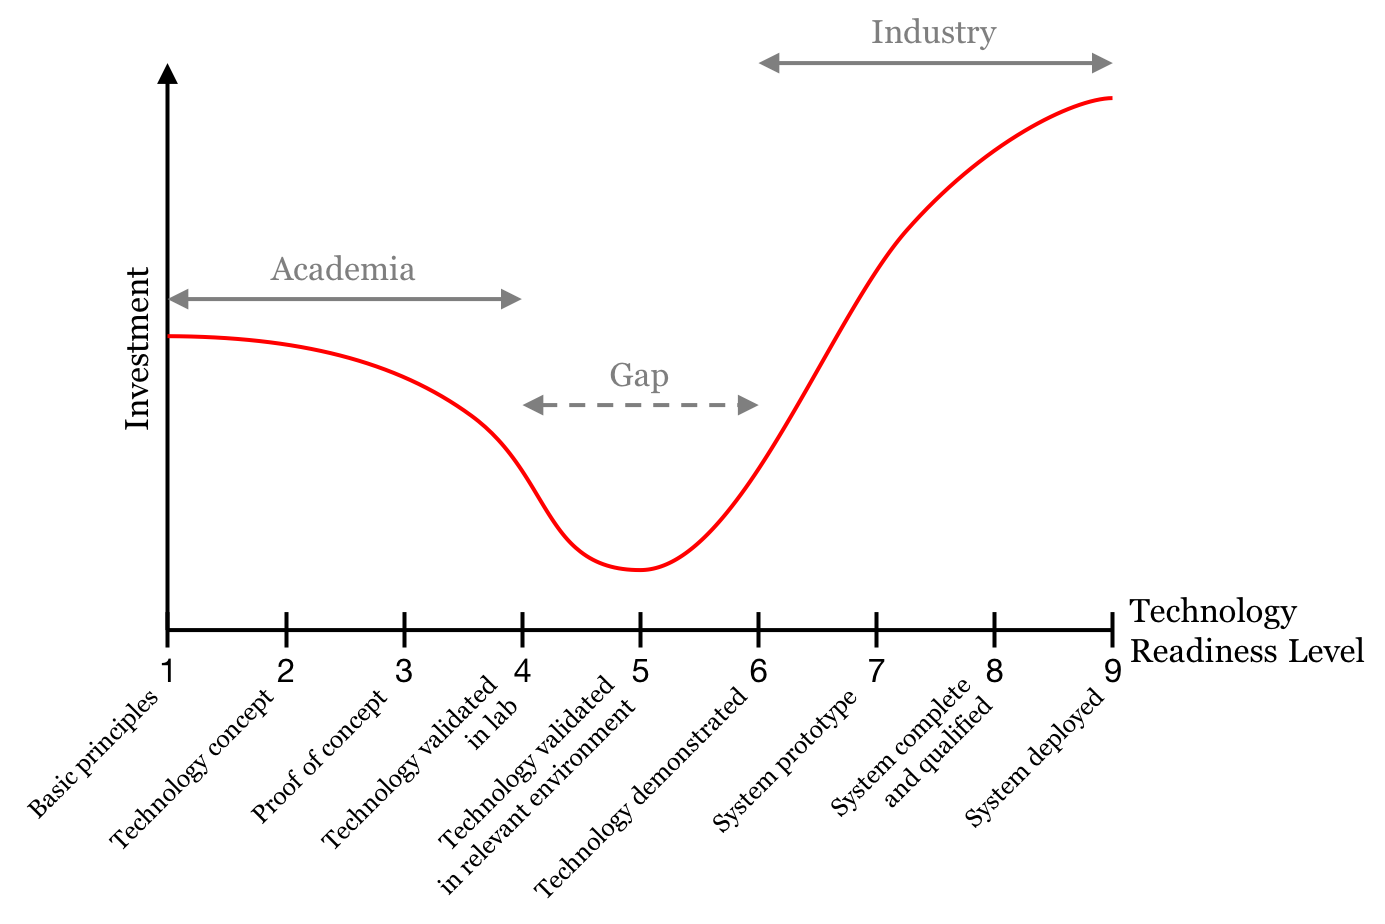 Industry
Academia
Gap
Investment
Technology
Readiness Level
1
2
3
4
5
6
7
8
9
Basic principles
Technology concept
Proof of concept
Technology validated
in lab
Technology validated
in relevant environment
Technology demonstrated
System prototype
System complete
and qualified
System deployed